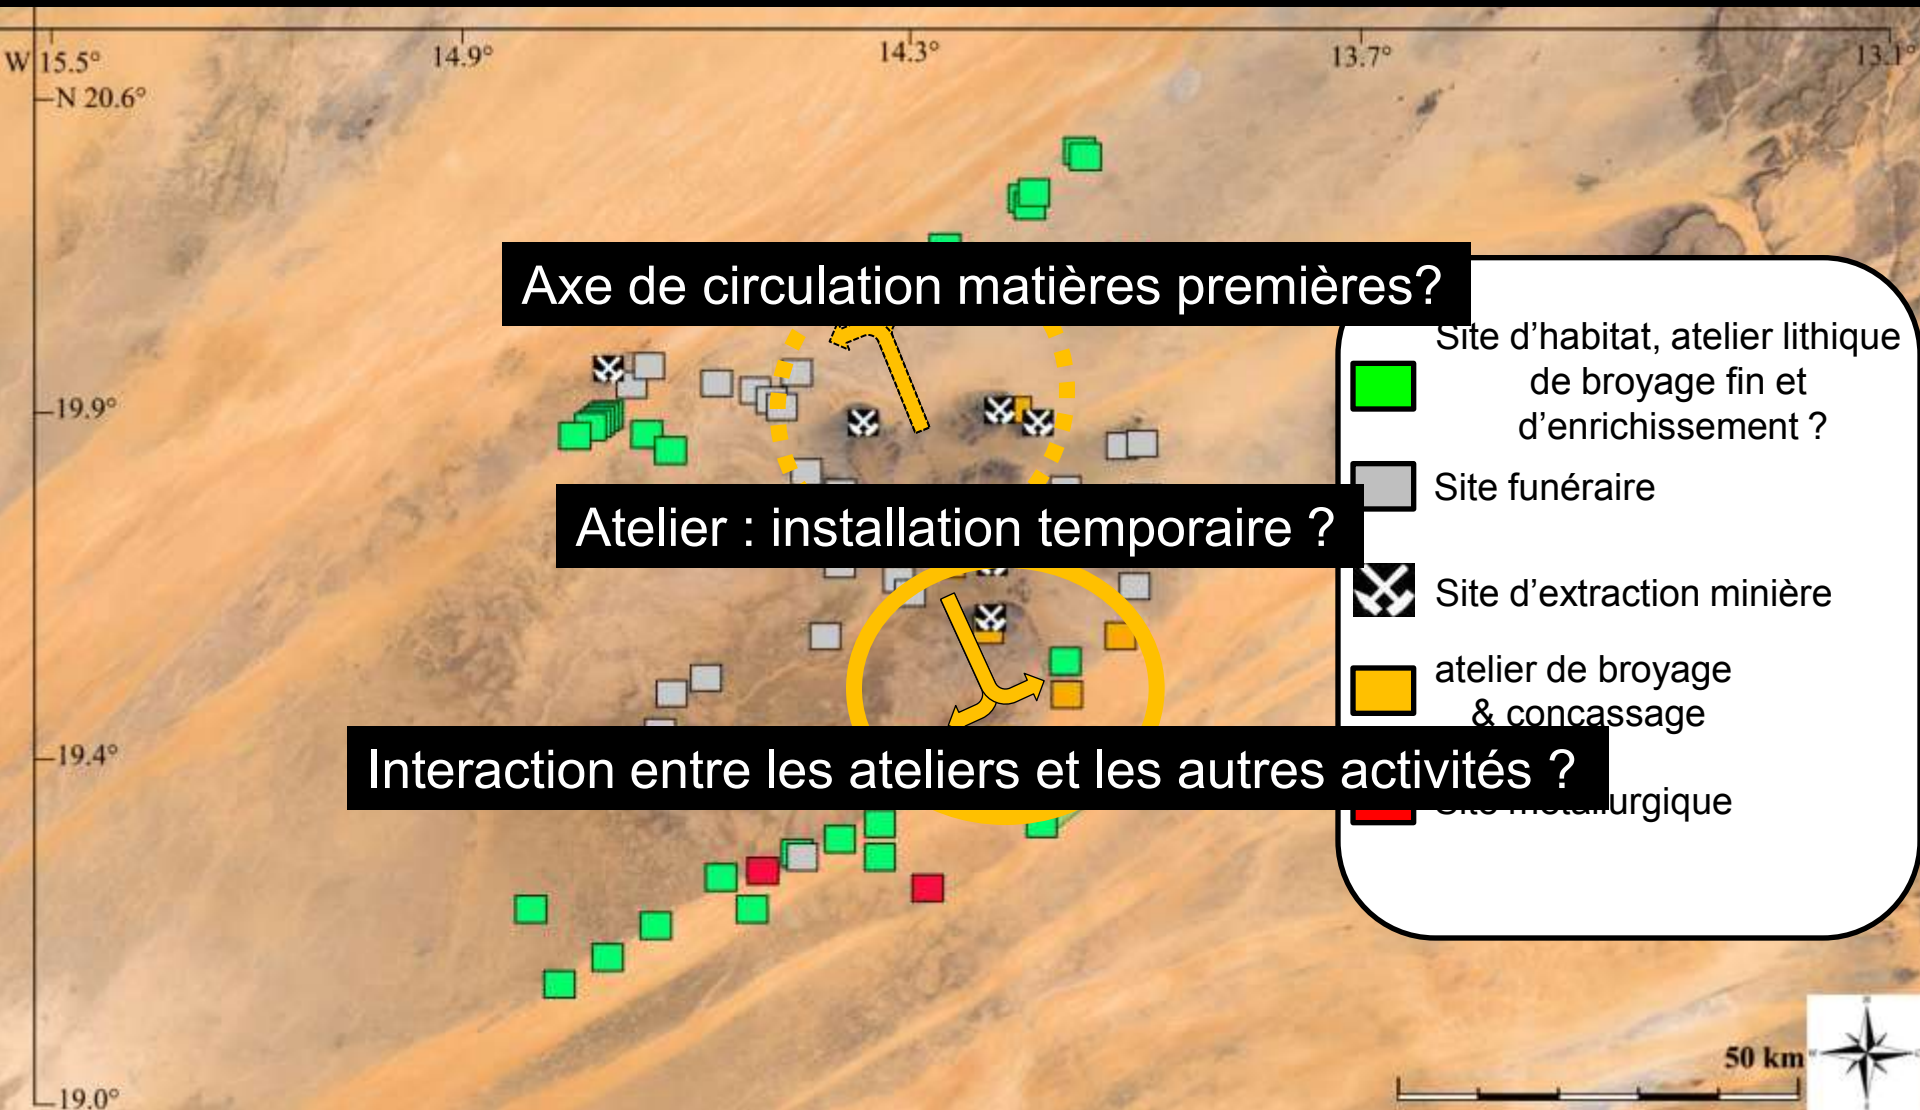 W 15.5°
14.9°
14.3°
13.7°
13.1°
N 20.6°
Axe de circulation matières premières?
Site d'habitat, atelier lithique
de broyage fin et
d'enrichissement ?
19.9°
Site funéraire
Atelier : installation temporaire ?
Site d'extraction minière
atelier de broyage
& concassage
19.4°
Interaction entre les ateliers et les autres activités ?
Site métallurgique
50 km
19.0°